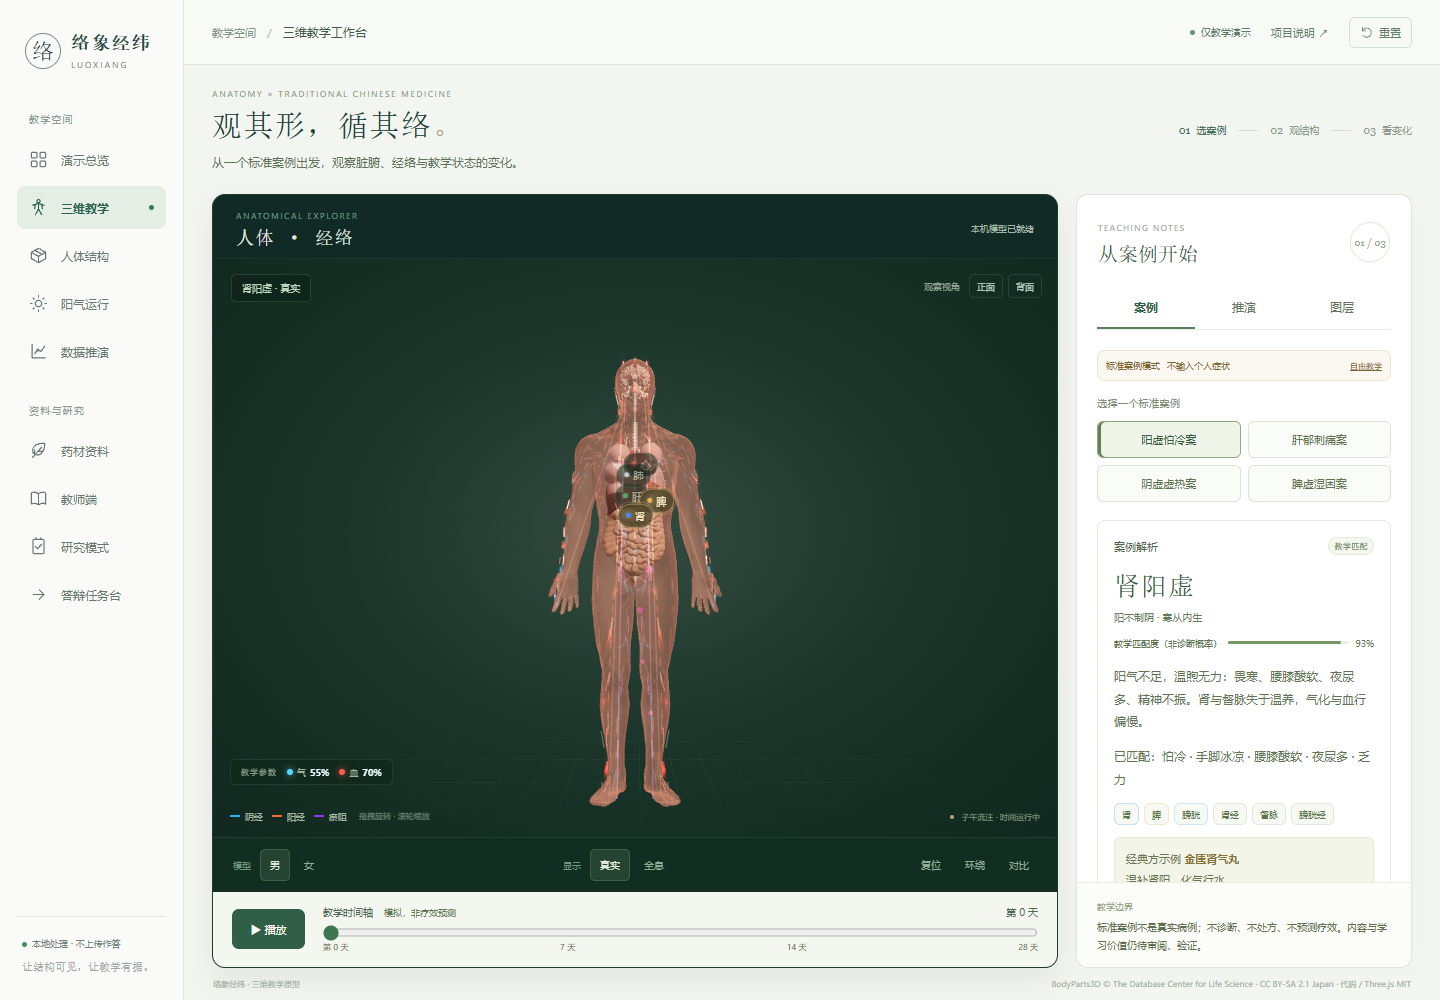 络
络象经纬
LUOXIANG
教学空间
演示总览
三维教学
人体结构
阳气运行
数据推演
资料与研究
药材资料
教师端
研究模式
答辩任务台
本地处理 · 不上传作答
让结构可见，让教学有据。
教学空间 / 三维教学工作台
仅教学演示
项目说明 ↗
重置
ANATOMY × TRADITIONAL CHINESE MEDICINE
观其形，循其络。
从一个标准案例出发，观察脏腑、经络与教学状态的变化。
01 选案例
02 观结构
03 看变化
ANATOMICAL EXPLORER
人体 • 经络
本机模型已就绪
肾阳虚 · 真实
观察视角 正面 背面
心
肺
肝
脾
肾
教学参数 气 55% 血 70%
阴经 阳经 瘀阻 拖拽旋转 · 滚轮缩放
子午流注 · 时间运行中
模型 男 女
显示 真实 全息
复位 环绕 对比
▶ 播放
教学时间轴 模拟，非疗效预测
第 0 天
第 0 天 7 天 14 天 28 天
TEACHING NOTES
从案例开始
01 / 03
案例 推演 图层
标准案例模式 不输入个人症状 自由教学
选择一个标准案例
阳虚怕冷案 肝郁刺痛案
阴虚虚热案 脾虚湿困案
案例解析 教学匹配
肾阳虚
阳不制阴 · 寒从内生
教学匹配度（非诊断概率） 93%
阳气不足，温煦无力：畏寒、腰膝酸软、夜尿
多、精神不振。肾与督脉失于温养，气化与血行
偏慢。
已匹配：怕冷 · 手脚冰凉 · 腰膝酸软 · 夜尿多 · 乏
力
肾 脾 膀胱 肾经 督脉 膀胱经
经典方示例 金匮肾气丸
温补肾阳，化气行水
教学边界
标准案例不是真实病例；不诊断、不处方、不预测疗效。内容与学
习价值仍待审阅、验证。
络象经纬 · 三维教学原型
BodyParts3D © The Database Center for Life Science · CC BY-SA 2.1 Japan · 代码 / Three.js MIT